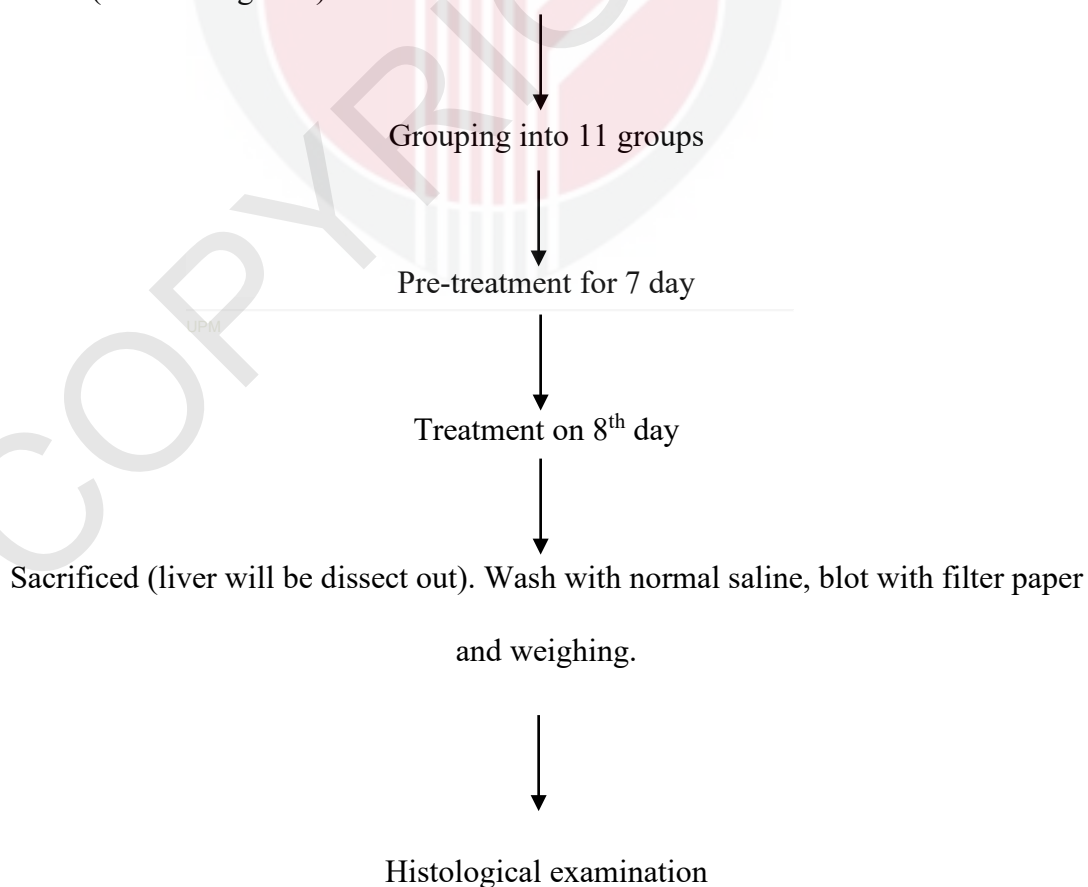 Grouping into 11 groups
Pre-treatment for 7 day
UPM
Treatment on 8th day
Sacrificed (liver will be dissect out). Wash with normal saline, blot with filter paper
and weighing.
Histological examination